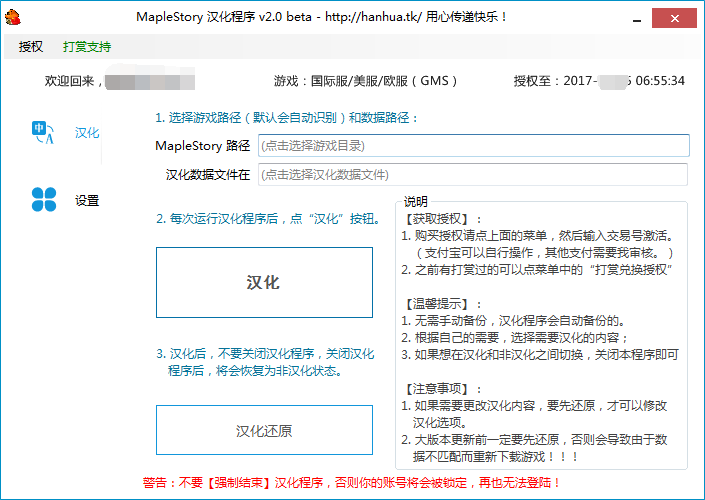 MapleStory 汉化程序 v2.0 beta - http://hanhua.tk/ 用心传递快乐！
授权 打赏支持
欢迎回来，
游戏：国际服/美服/欧服（GMS）
授权至：2017- 06:55:34
汉化
设置
1. 选择游戏路径（默认会自动识别）和数据路径：
MapleStory 路径 (点击选择游戏目录)
汉化数据文件在 (点击选择汉化数据文件)
2. 每次运行汉化程序后，点“汉化”按钮。
汉化
3. 汉化后，不要关闭汉化程序，关闭汉化
程序后，将会恢复为非汉化状态。
汉化还原
说明
【获取授权】：
1. 购买授权请点上面的菜单，然后输入交易号激活。
（支付宝可以自行操作，其他支付需要我审核。）
2. 之前有打赏过的可以点菜单中的“打赏兑换授权”
【温馨提示】：
1. 无需手动备份，汉化程序会自动备份的。
2. 根据自己的需要，选择需要汉化的内容；
3. 如果想在汉化和非汉化之间切换，关闭本程序即可
【注意事项】：
1. 如果需要更改汉化内容，要先还原，才可以修改
汉化选项。
2. 大版本更新前一定要先还原，否则会导致由于数
据不匹配而重新下载游戏！！！
警告：不要【强制结束】汉化程序，否则你的账号将会被锁定，再也无法登陆！